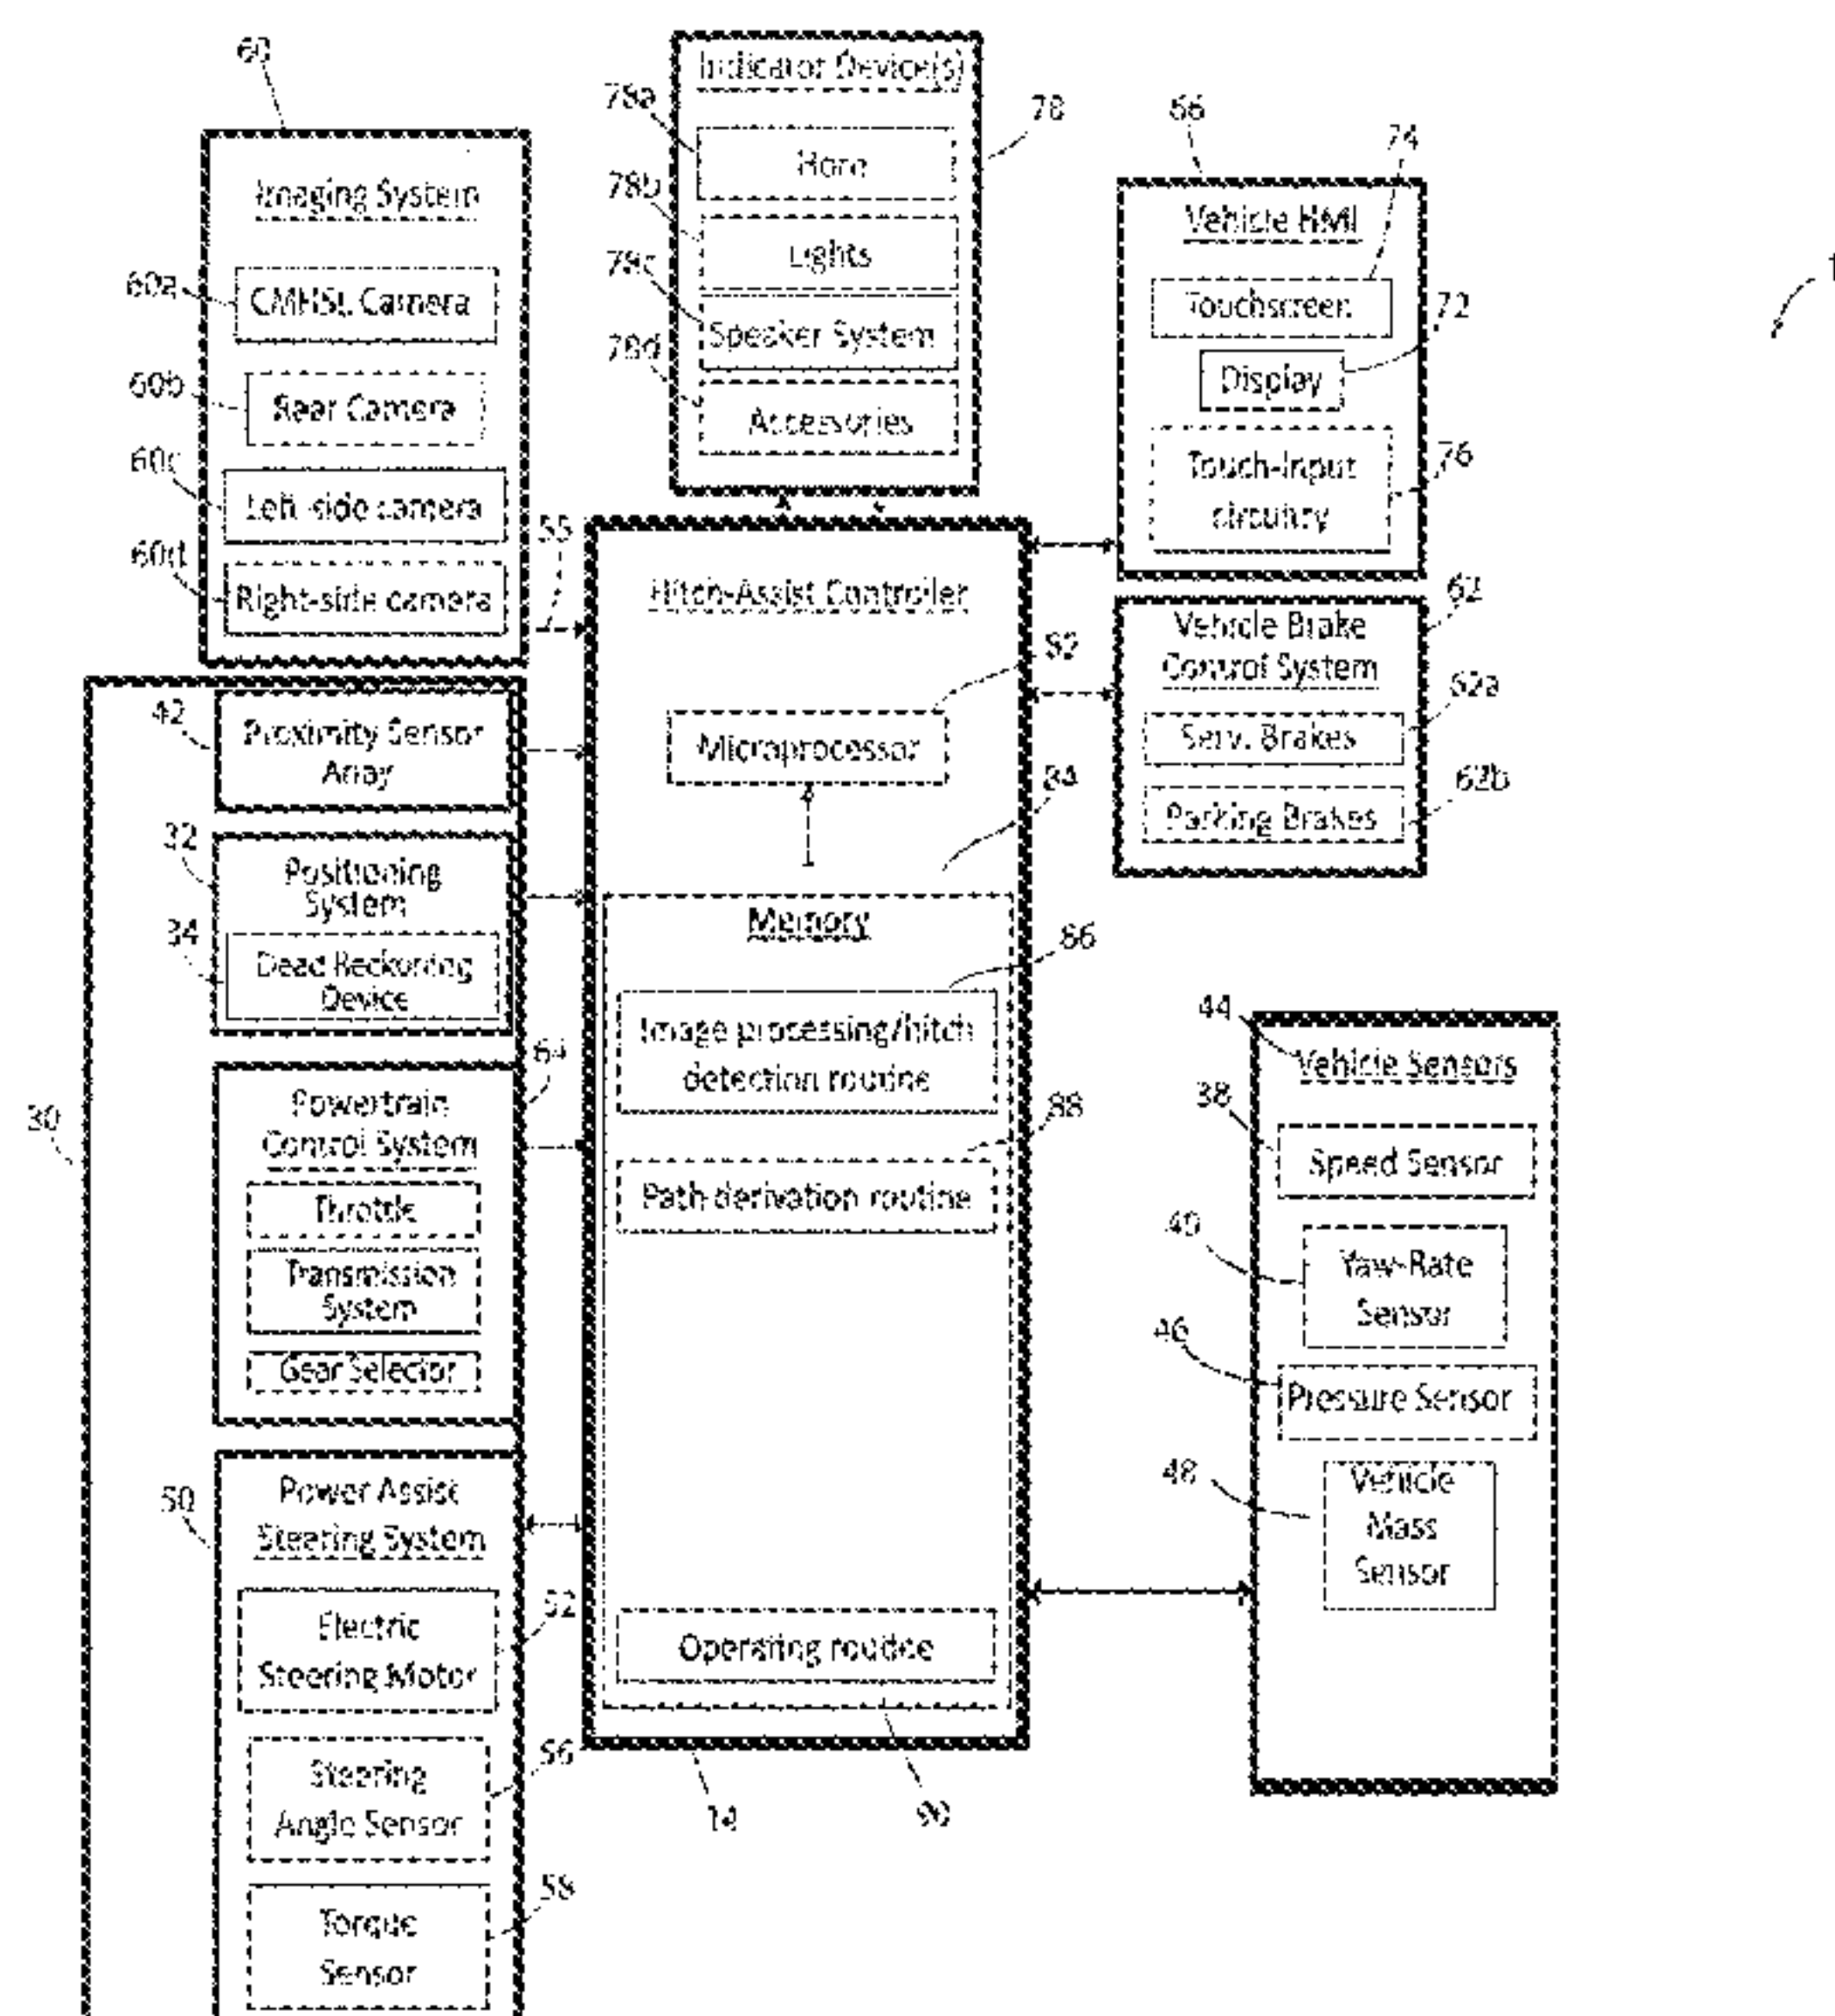 60
Imaging System
60a
CMHSL Camera
60b
Rear Camera
60c
Left-side camera
60d
Right-side camera
55
Indicator Device(s)
78
78a
Horn
78b
Lights
78c
Speaker System
78d
Accessories
66
Vehicle HMI
74
Touchscreen
72
Display
76
Touch-input
circuitry
62
Vehicle Brake
Control System
62a
Serv. Brakes
62b
Parking Brakes
30
42
Proximity Sensor
Array
32
Positioning
System
34
Dead Reckoning
Device
64
Powertrain
Control System
Throttle
Transmission
System
Gear Selector
50
Power Assist
Steering System
52
Electric
Steering Motor
56
Steering
Angle Sensor
58
Torque
Sensor
Hitch-Assist Controller
82
Microprocessor
84
Memory
86
Image processing/hitch
detection routine
88
Path derivation routine
Operating routine
14
90
44
Vehicle Sensors
38
Speed Sensor
40
Yaw-Rate
Sensor
46
Pressure Sensor
48
Vehicle
Mass
Sensor